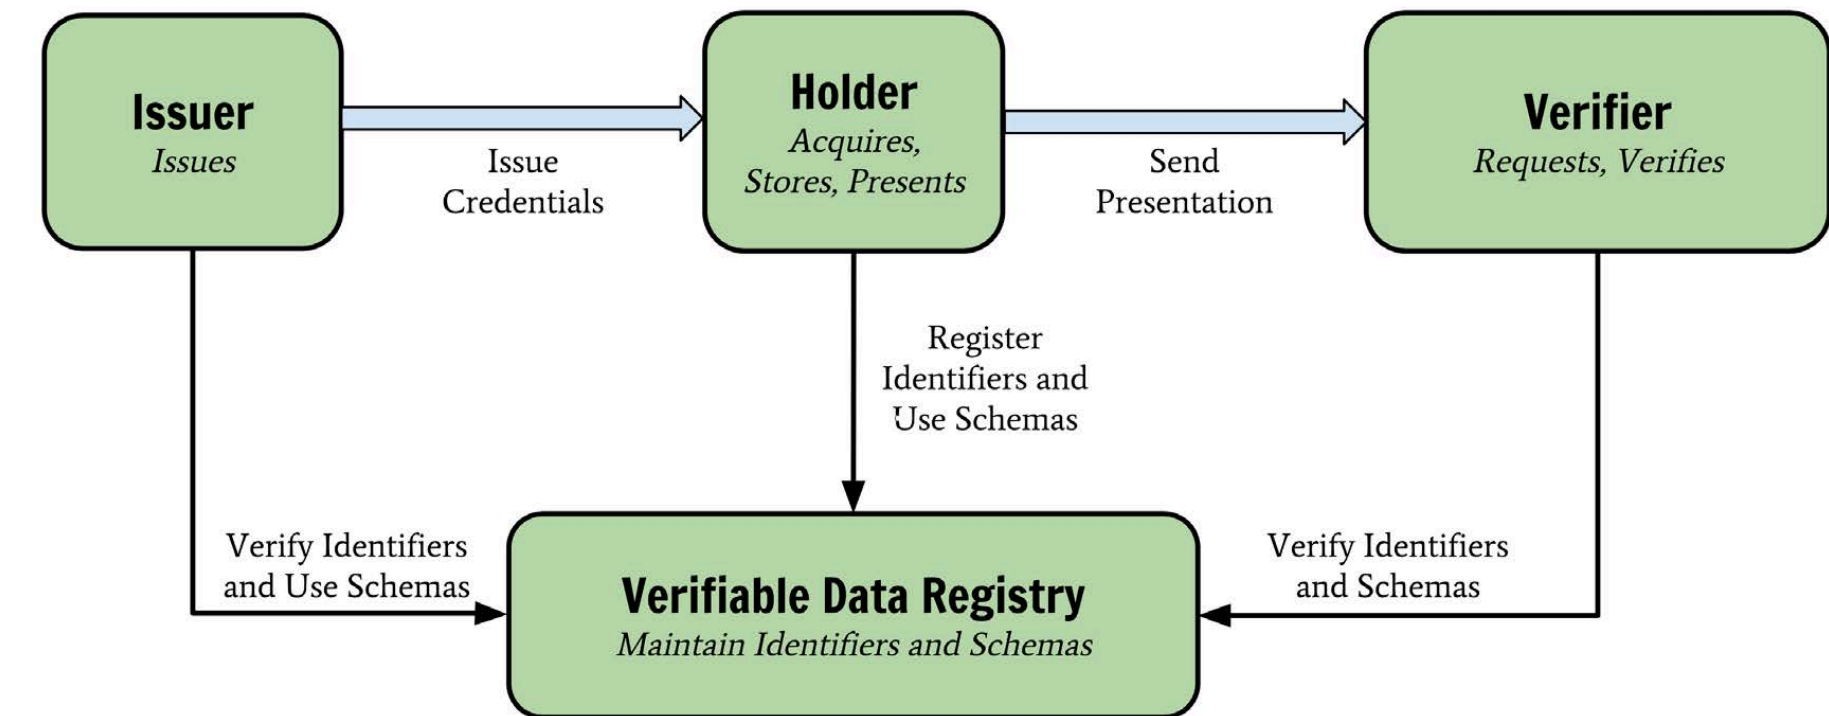 Issuer
Issues
Issue
Credentials
Holder
Acquires,
Stores, Presents
Send
Presentation
Verifier
Requests, Verifies
Register
Identifiers and
Use Schemas
Verify Identifiers
and Use Schemas
Verifiable Data Registry
Maintain Identifiers and Schemas
Verify Identifiers
and Schemas